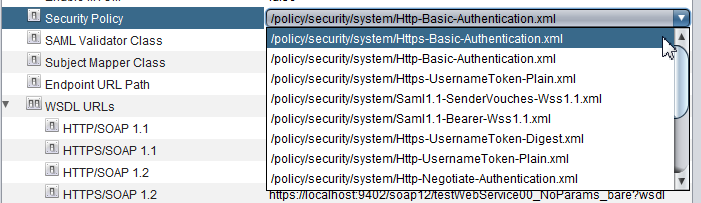 Security Policy /policy/security/system/Http-Basic-Authentication.xml
SAML Validator Class /policy/security/system/Https-Basic-Authentication.xml
Subject Mapper Class /policy/security/system/Http-Basic-Authentication.xml
Endpoint URL Path /policy/security/system/Https-UsernameToken-Plain.xml
WSDL URLs /policy/security/system/Saml1.1-SenderVouches-Wss1.1.xml
HTTP/SOAP 1.1 /policy/security/system/Saml1.1-Bearer-Wss1.1.xml
HTTPS/SOAP 1.1 /policy/security/system/Https-UsernameToken-Digest.xml
HTTP/SOAP 1.2 /policy/security/system/Http-UsernameToken-Plain.xml
/policy/security/system/Http-Negotiate-Authentication.xml
HTTPS/SOAP 1.2 https://localhost:9402/soap12/testWebService00_NoParams_bare?wsdl